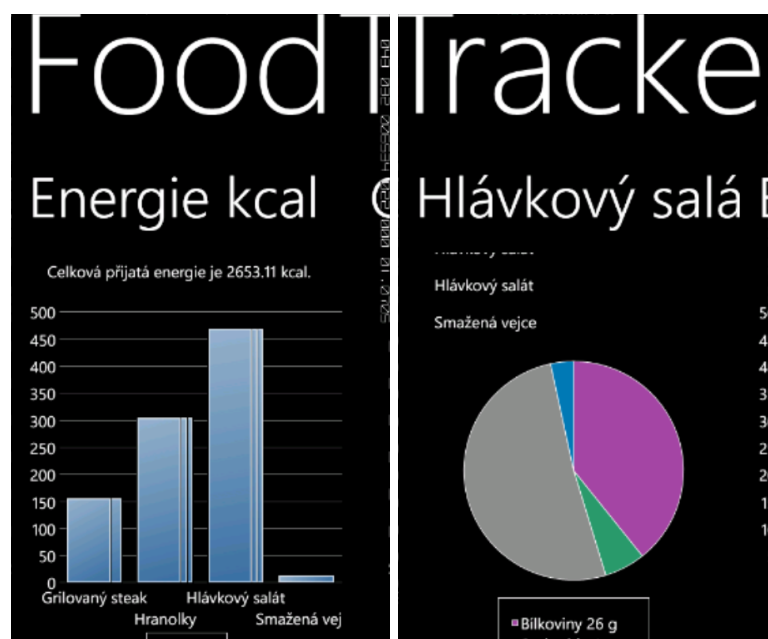 FoodT
Energie kcal
Celková přijatá energie je 2653.11 kcal.
500
450
400
350
300
250
200
150
100
50
0
Grilovaný steak
Hlávkový salát
Hranolky
Smažená vej
Tracke
Hlávkový salá
Hlávkový salát
Smažená vejce
Bílkoviny 26 g